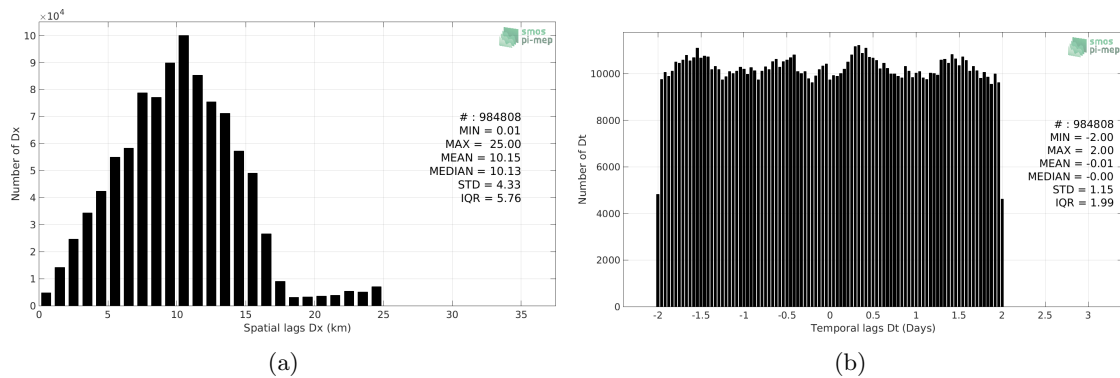 ×10⁴
smos
pi-mep
10
9
8
7
6
5
4
3
2
1
0
Number of Dx
# : 984808
MIN = 0.01
MAX = 25.00
MEAN = 10.15
MEDIAN = 10.13
STD = 4.33
IQR = 5.76
0 5 10 15 20 25 30 35
Spatial lags Dx (km)
(a)
smos
pi-mep
10000
8000
6000
4000
2000
0
Number of Dt
# : 984808
MIN = -2.00
MAX = 2.00
MEAN = -0.01
MEDIAN = -0.00
STD = 1.15
IQR = 1.99
-2 -1.5 -1 -0.5 0 0.5 1 1.5 2 2.5 3
Temporal lags Dt (Days)
(b)